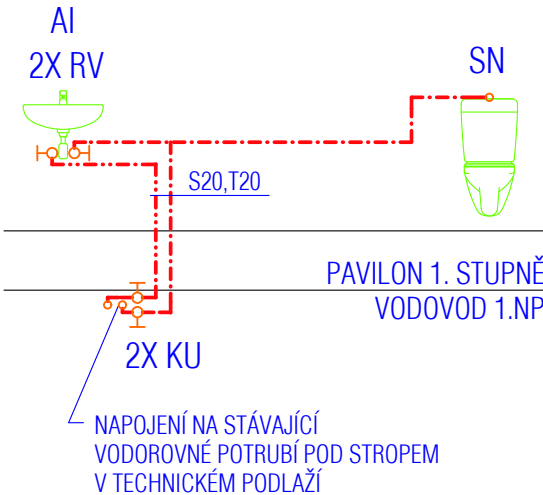 AI
2X RV
SN
S20,T20
PAVILON 1. STUPNĚ
VODOVOD 1.NP
2X KU
NAPOJENÍ NA STÁVAJÍCÍ
VODOROVNÉ POTRUBÍ POD STROPEM
V TECHNICKÉM PODLAŽÍ